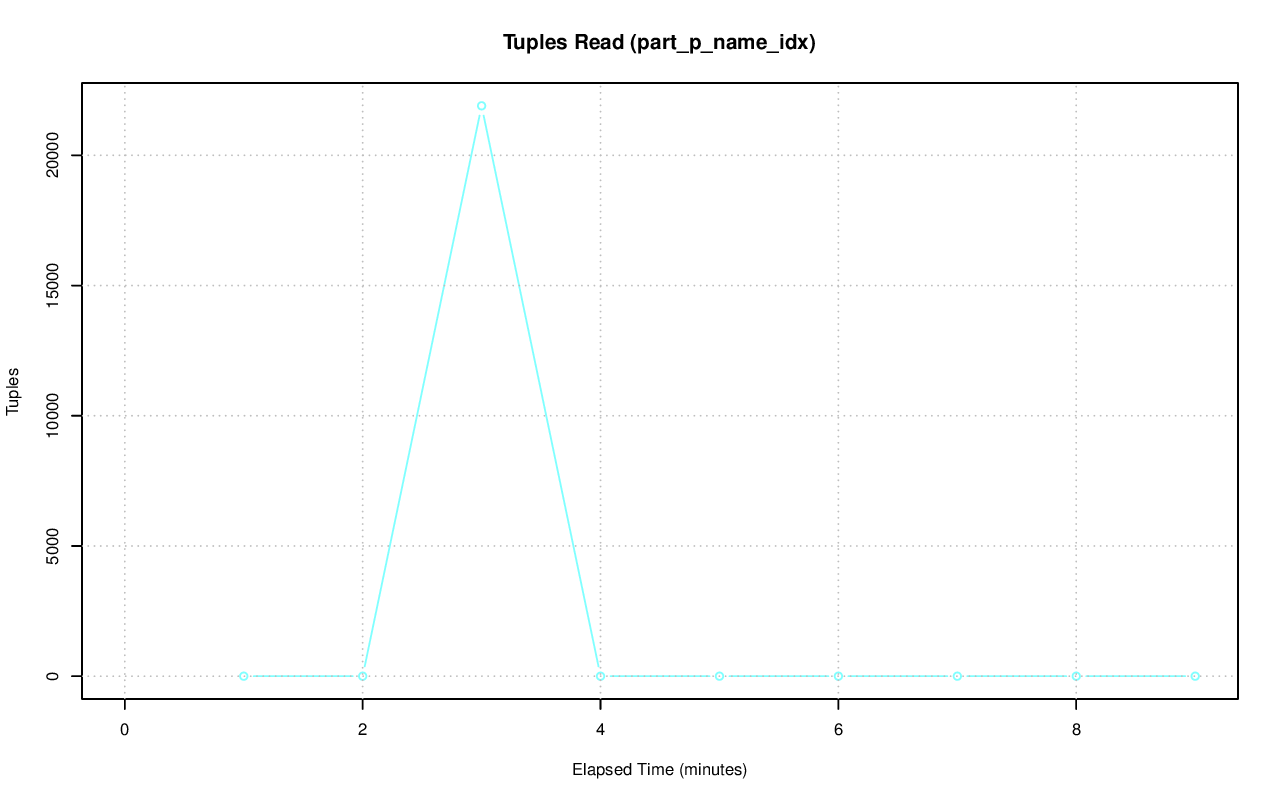 Tuples Read (part_p_name_idx)
Tuples
20000
15000
10000
5000
0
0 2 4 6 8
Elapsed Time (minutes)